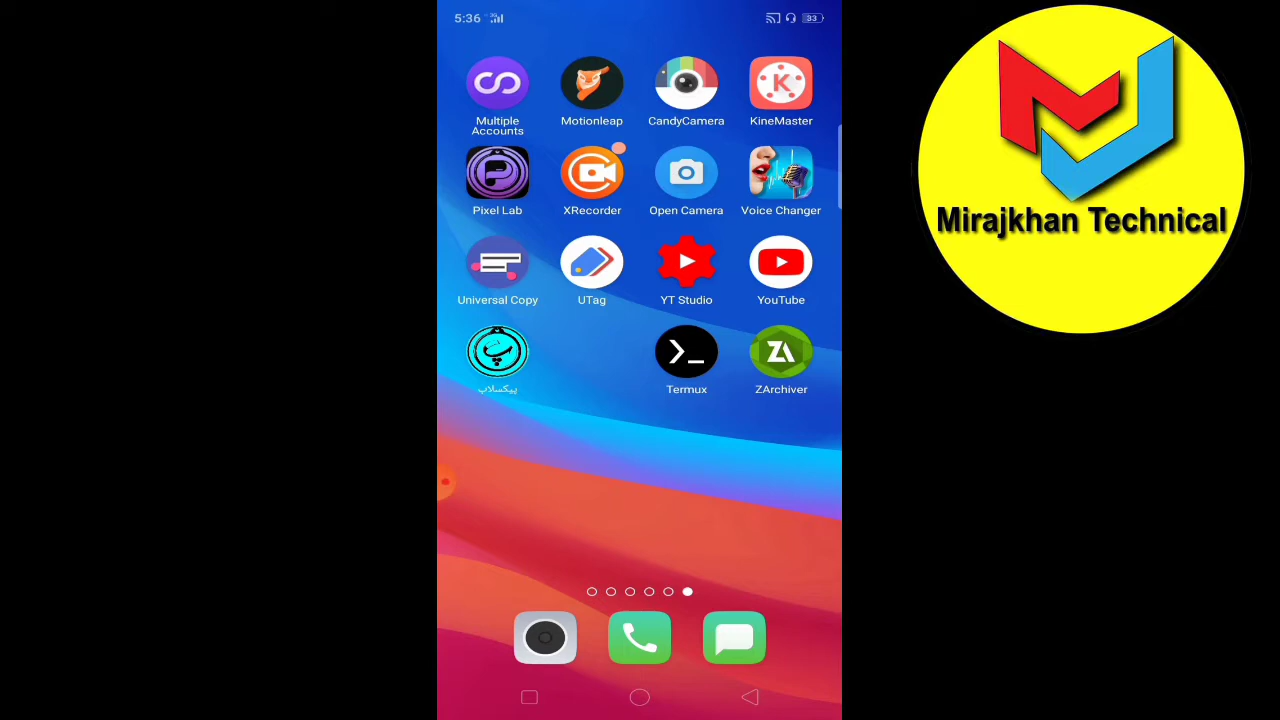 5:36
3G
33
Multiple
Accounts
Motionleap
CandyCamera
KineMaster
Pixel Lab
XRecorder
Open Camera
Voice Changer
Universal Copy
UTag
YT Studio
YouTube
پیکسلاپ
Termux
ZArchiver
Mirajkhan Technical